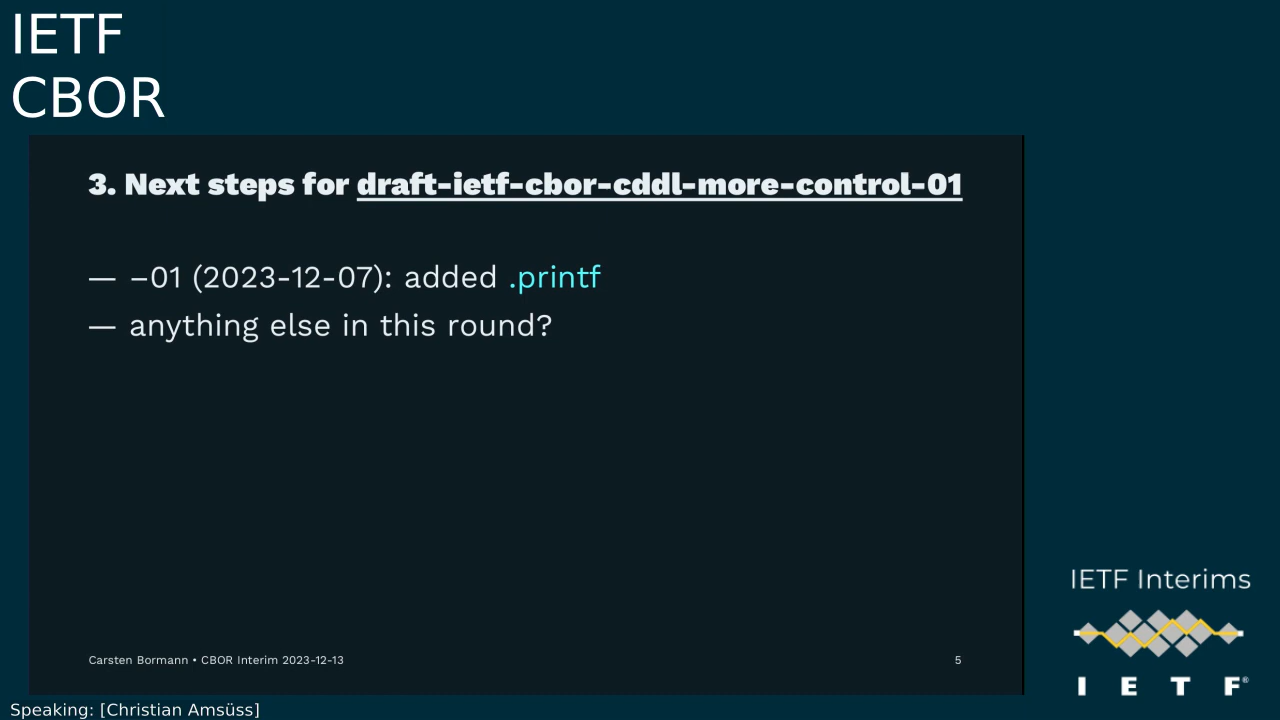 IETF
CBOR
3. Next steps for draft-ietf-cbor-cddl-more-control-01
— –01 (2023-12-07): added .printf
— anything else in this round?
Carsten Bormann • CBOR Interim 2023-12-13
5
IETF Interims
I E T F®
Speaking: [Christian Amsüss]